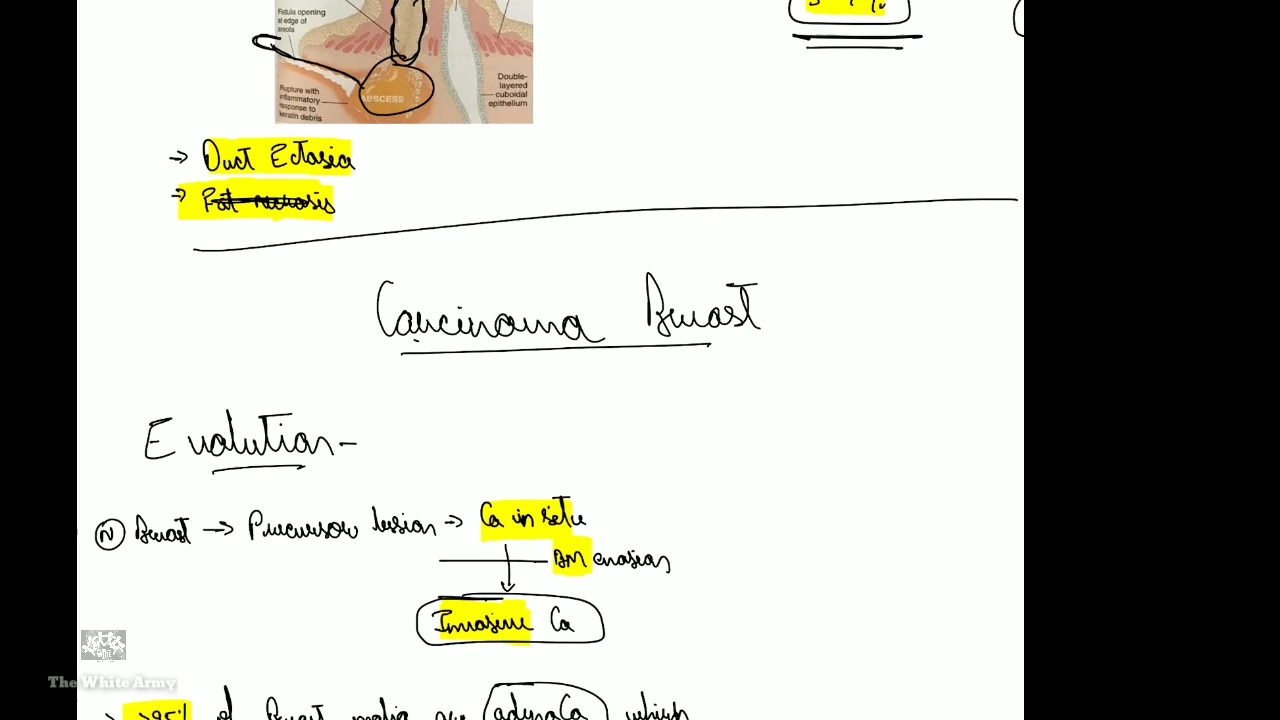 Fistula opening
at edge of
areola
Rupture with
inflammatory
response to
keratin debris
ABSCESS
Double-
layered
cuboidal
epithelium
→ Duct Ectasia
→ Fat necrosis
Carcinoma Breast
Evolution -
(N) Breast → Precursor lesion → Ca in situ
BM invasion
Invasive Ca
The White Army
→ >95% of Breast malig are adenoCa which